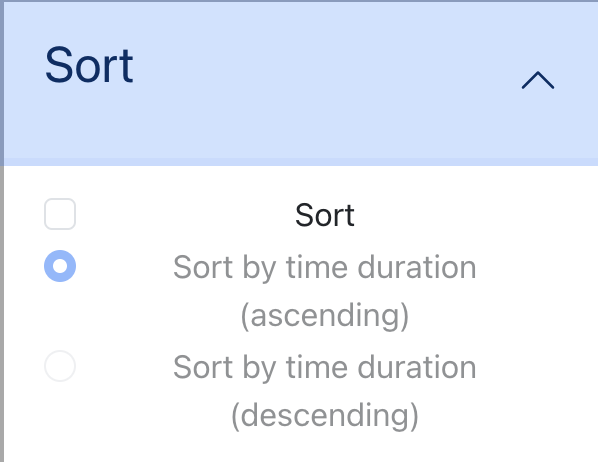 Sort
Sort
Sort by time duration
(ascending)
Sort by time duration
(descending)